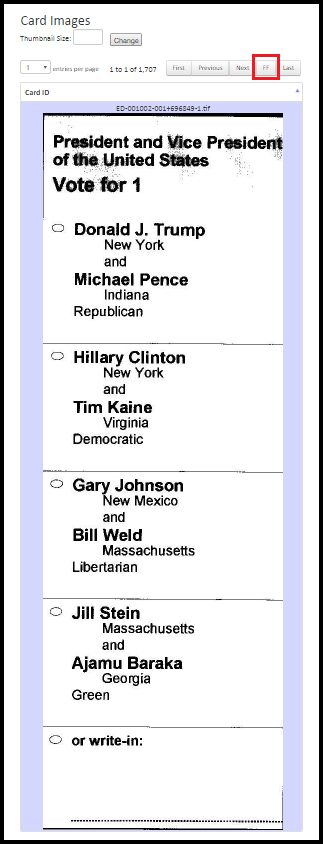 Card Images
Thumbnail Size: Change
1 entries per page 1 to 1 of 1,707 First Previous Next FF Last
Card ID
ED-001002-001+696849-1.tif
President and Vice President
of the United States
Vote for 1
Donald J. Trump
New York
and
Michael Pence
Indiana
Republican
Hillary Clinton
New York
and
Tim Kaine
Virginia
Democratic
Gary Johnson
New Mexico
and
Bill Weld
Massachusetts
Libertarian
Jill Stein
Massachusetts
and
Ajamu Baraka
Georgia
Green
or write-in: